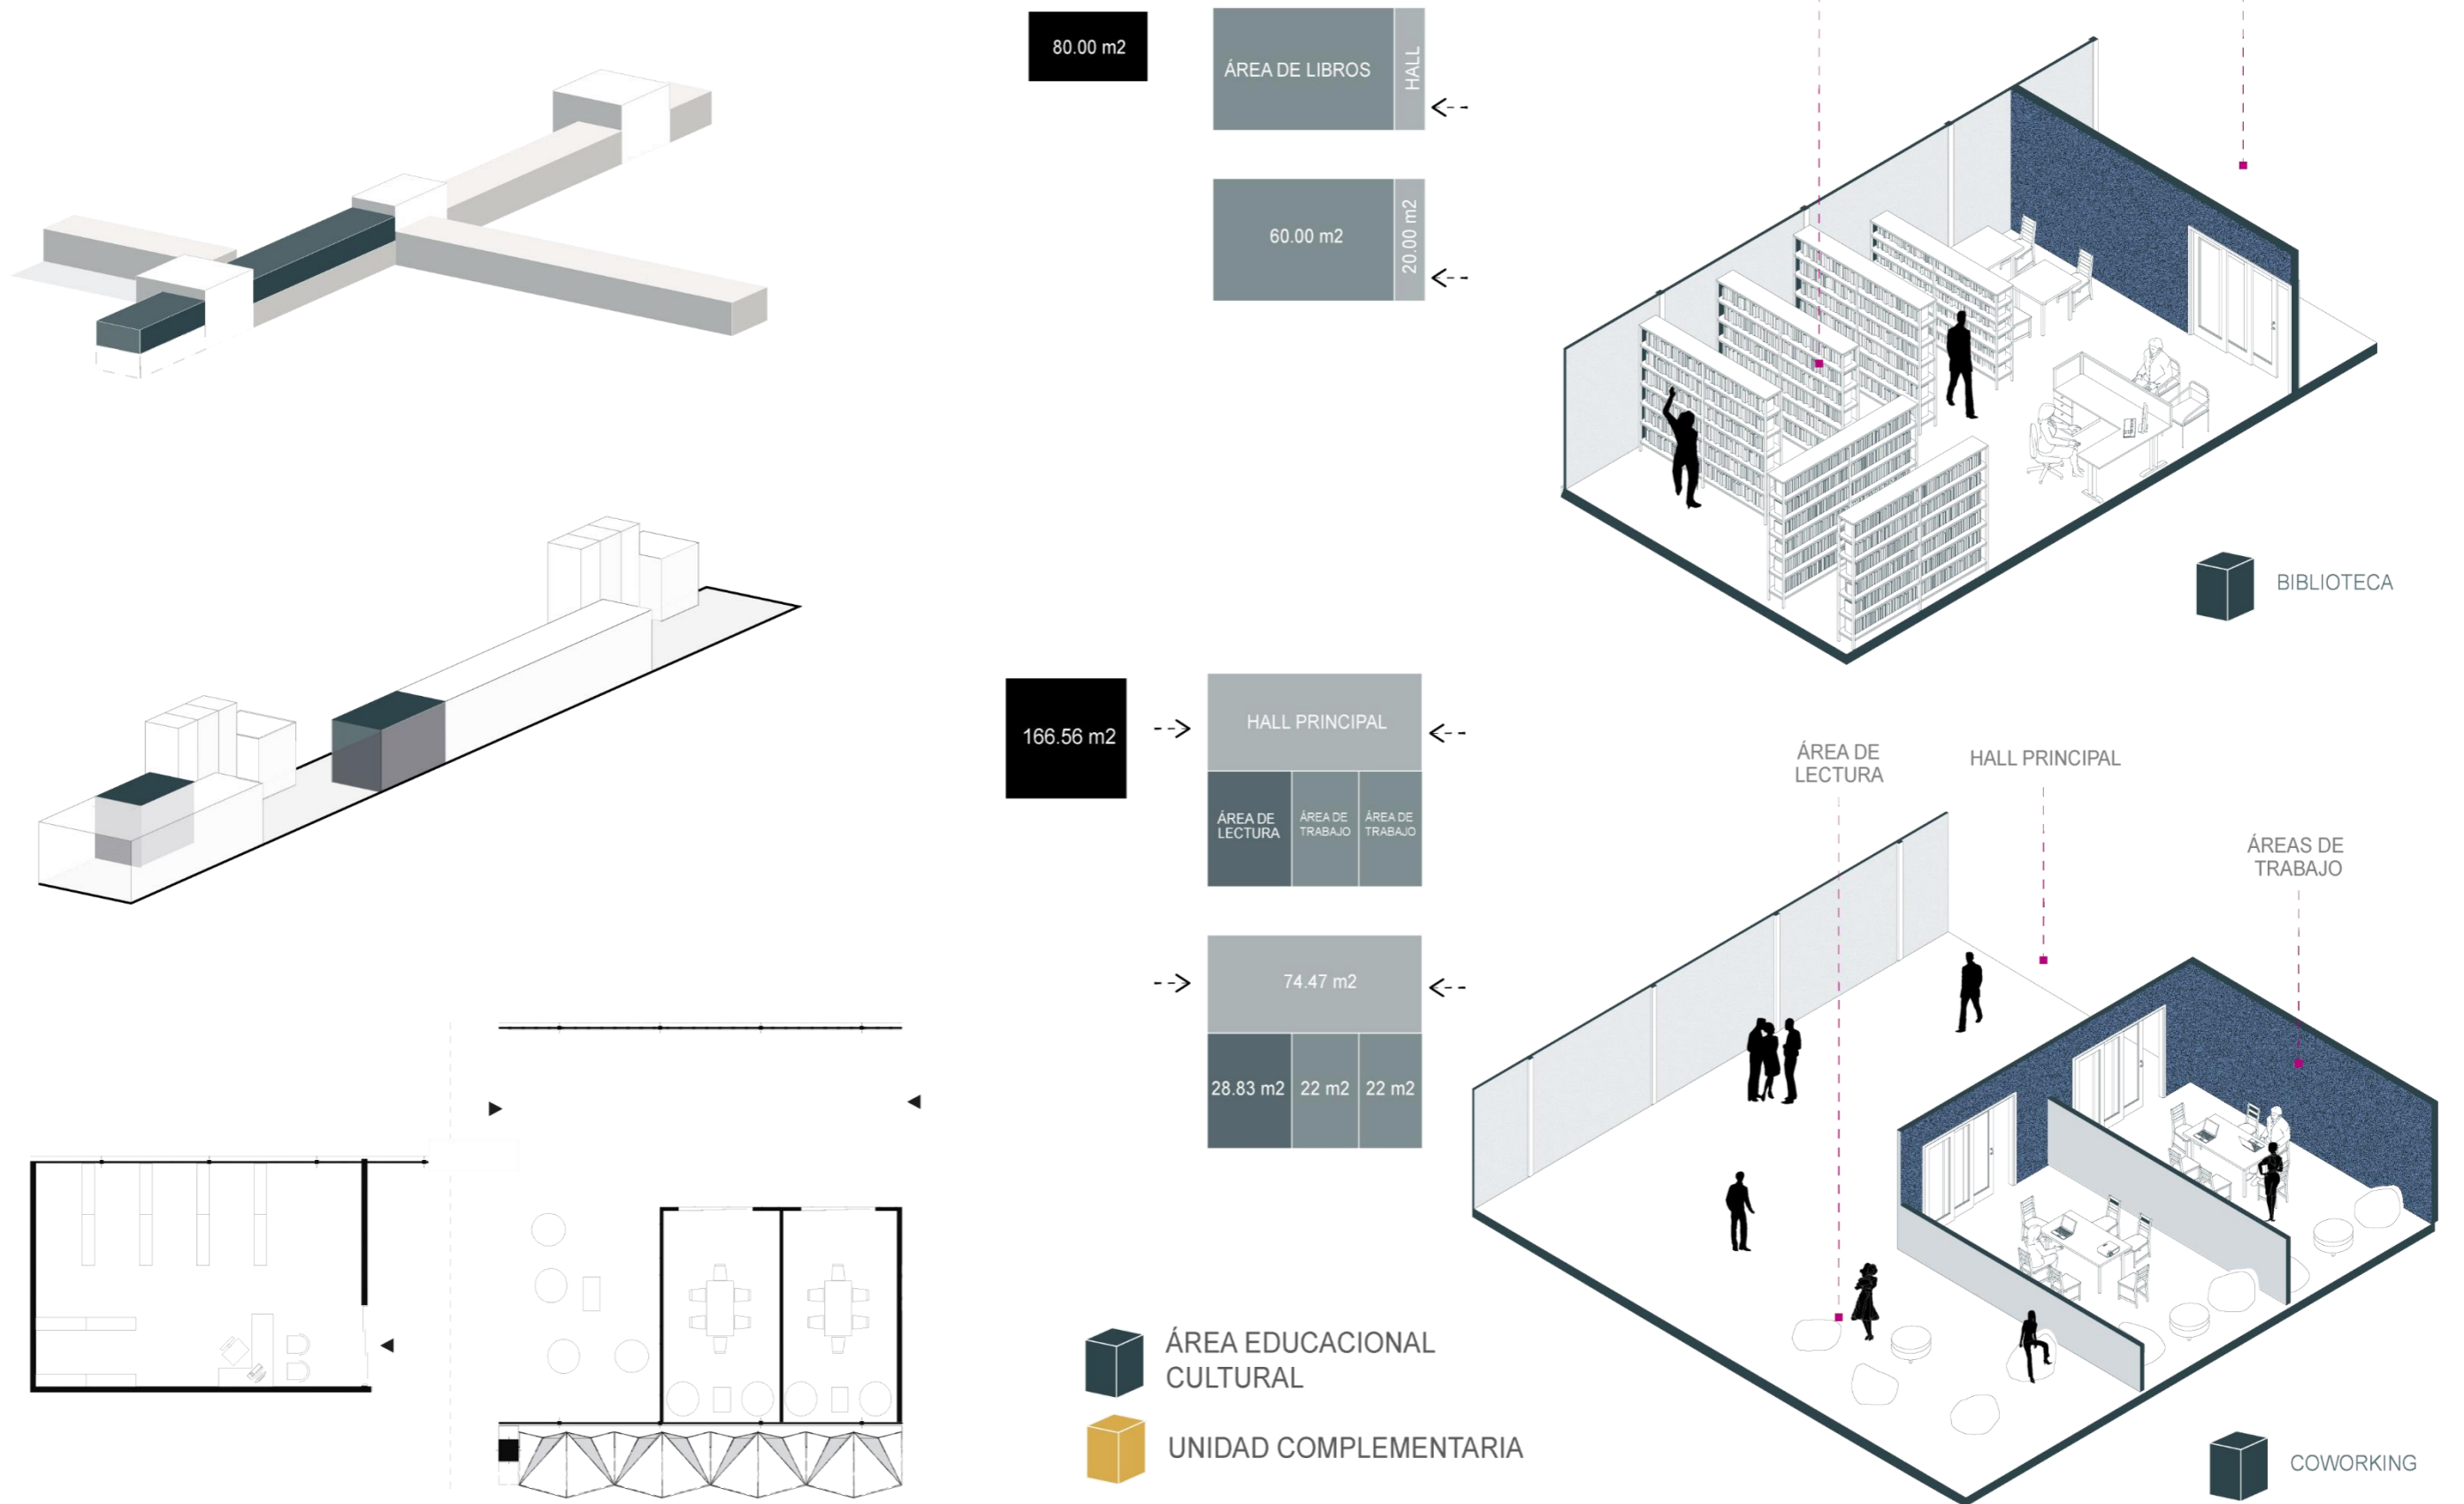 80.00 m2
ÁREA DE LIBROS
HALL
60.00 m2
20.00 m2
BIBLIOTECA
166.56 m2
HALL PRINCIPAL
ÁREA DE
LECTURA
ÁREA DE
TRABAJO
ÁREA DE
TRABAJO
74.47 m2
28.83 m2
22 m2
22 m2
ÁREA DE
LECTURA
HALL PRINCIPAL
ÁREAS DE
TRABAJO
ÁREA EDUCACIONAL
CULTURAL
UNIDAD COMPLEMENTARIA
COWORKING